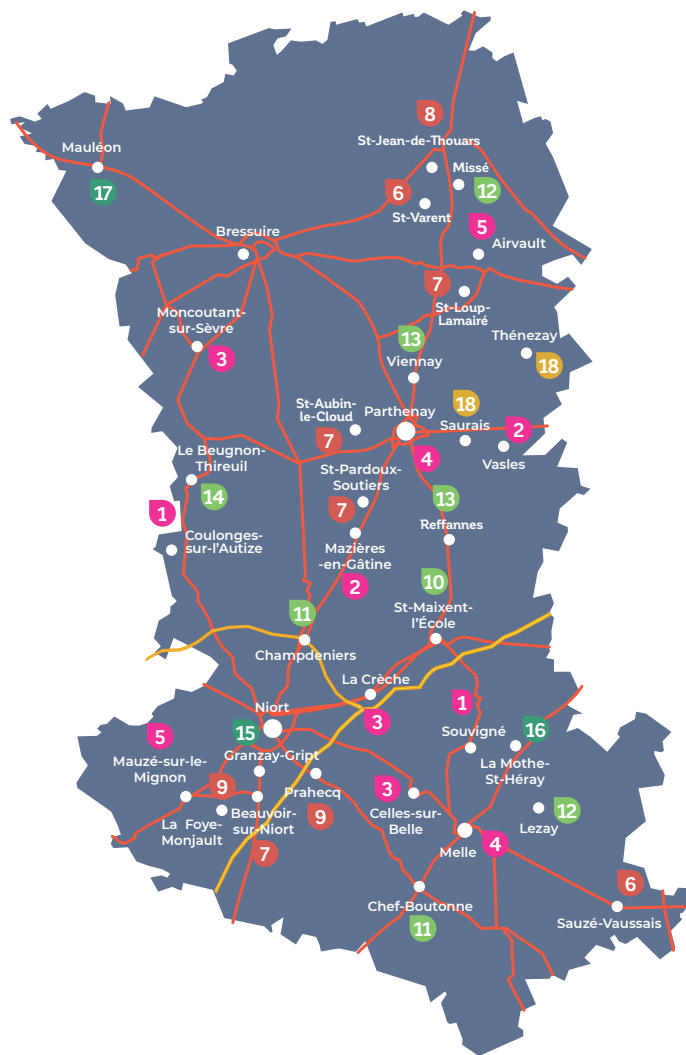 8
St-Jean-de-Thouars
Mauléon
17
Missé
12
6
St-Varent
5
Airvault
Bressuire
7
St-Loup-
Lamairé
Moncoutant-
sur-Sèvre
3
13
Viennay
Thénezay
18
St-Aubin-
le-Cloud
7
Parthenay
4
18
Saurais
2
Vasles
Le Beugnon-
Thireuil
14
St-Pardoux-
Soutiers
7
13
Reffannes
1
Coulonges-
sur-l'Autize
Mazières
-en-Gâtine
2
10
St-Maixent-
l'École
11
Champdeniers
La Crèche
3
Niort
15
1
Souvigné
16
La Mothe-
St-Héray
5
Mauzé-sur-le-
Mignon
Granzay-Gript
9
La Foye-
Monjault
Beauvoir-
sur-Niort
7
Prahecq
9
3
Celles-sur-
Belle
12
Lezay
Melle
4
6
Sauzé-Vaussais
Chef-Boutonne
11